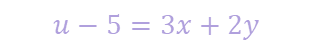 u − 5 = 3x + 2y